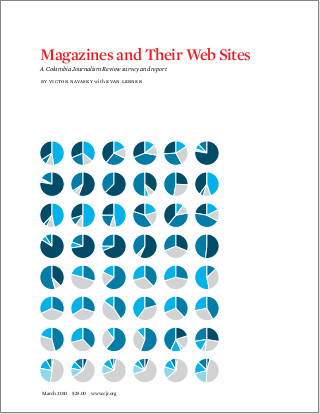 Magazines and Their Web Sites
A Columbia Journalism Review survey and report
BY VICTOR NAVASKY with EVAN LERNER
March 2010 $28.00 www.cjr.org